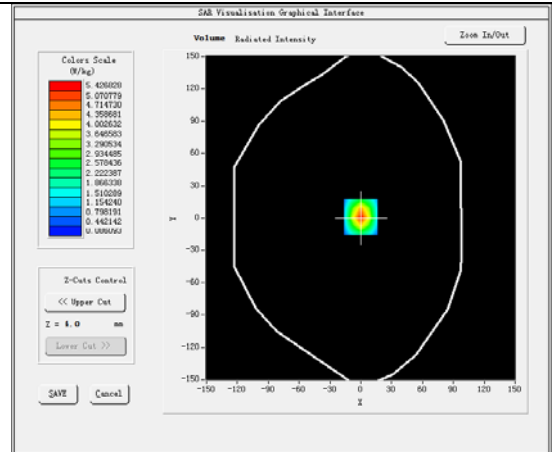 SAR Visualisation Graphical Interface
Volume Radiated Intensity
Zoom In/Out
Colors Scale
(W/kg)
5.426828
5.070779
4.714730
4.358681
4.002632
3.646583
3.290534
2.934485
2.578436
2.222387
1.866338
1.510289
1.154240
0.798191
0.442142
0.086093
150
120
90
60
30
0
-30
-60
-90
-120
-150
Y
-150 -120 -90 -60 -30 0 30 60 90 120 150
X
Z-Cuts Control
<< Upper Cut
Z = 4.0 mm
Lower Cut >>
SAVE Cancel